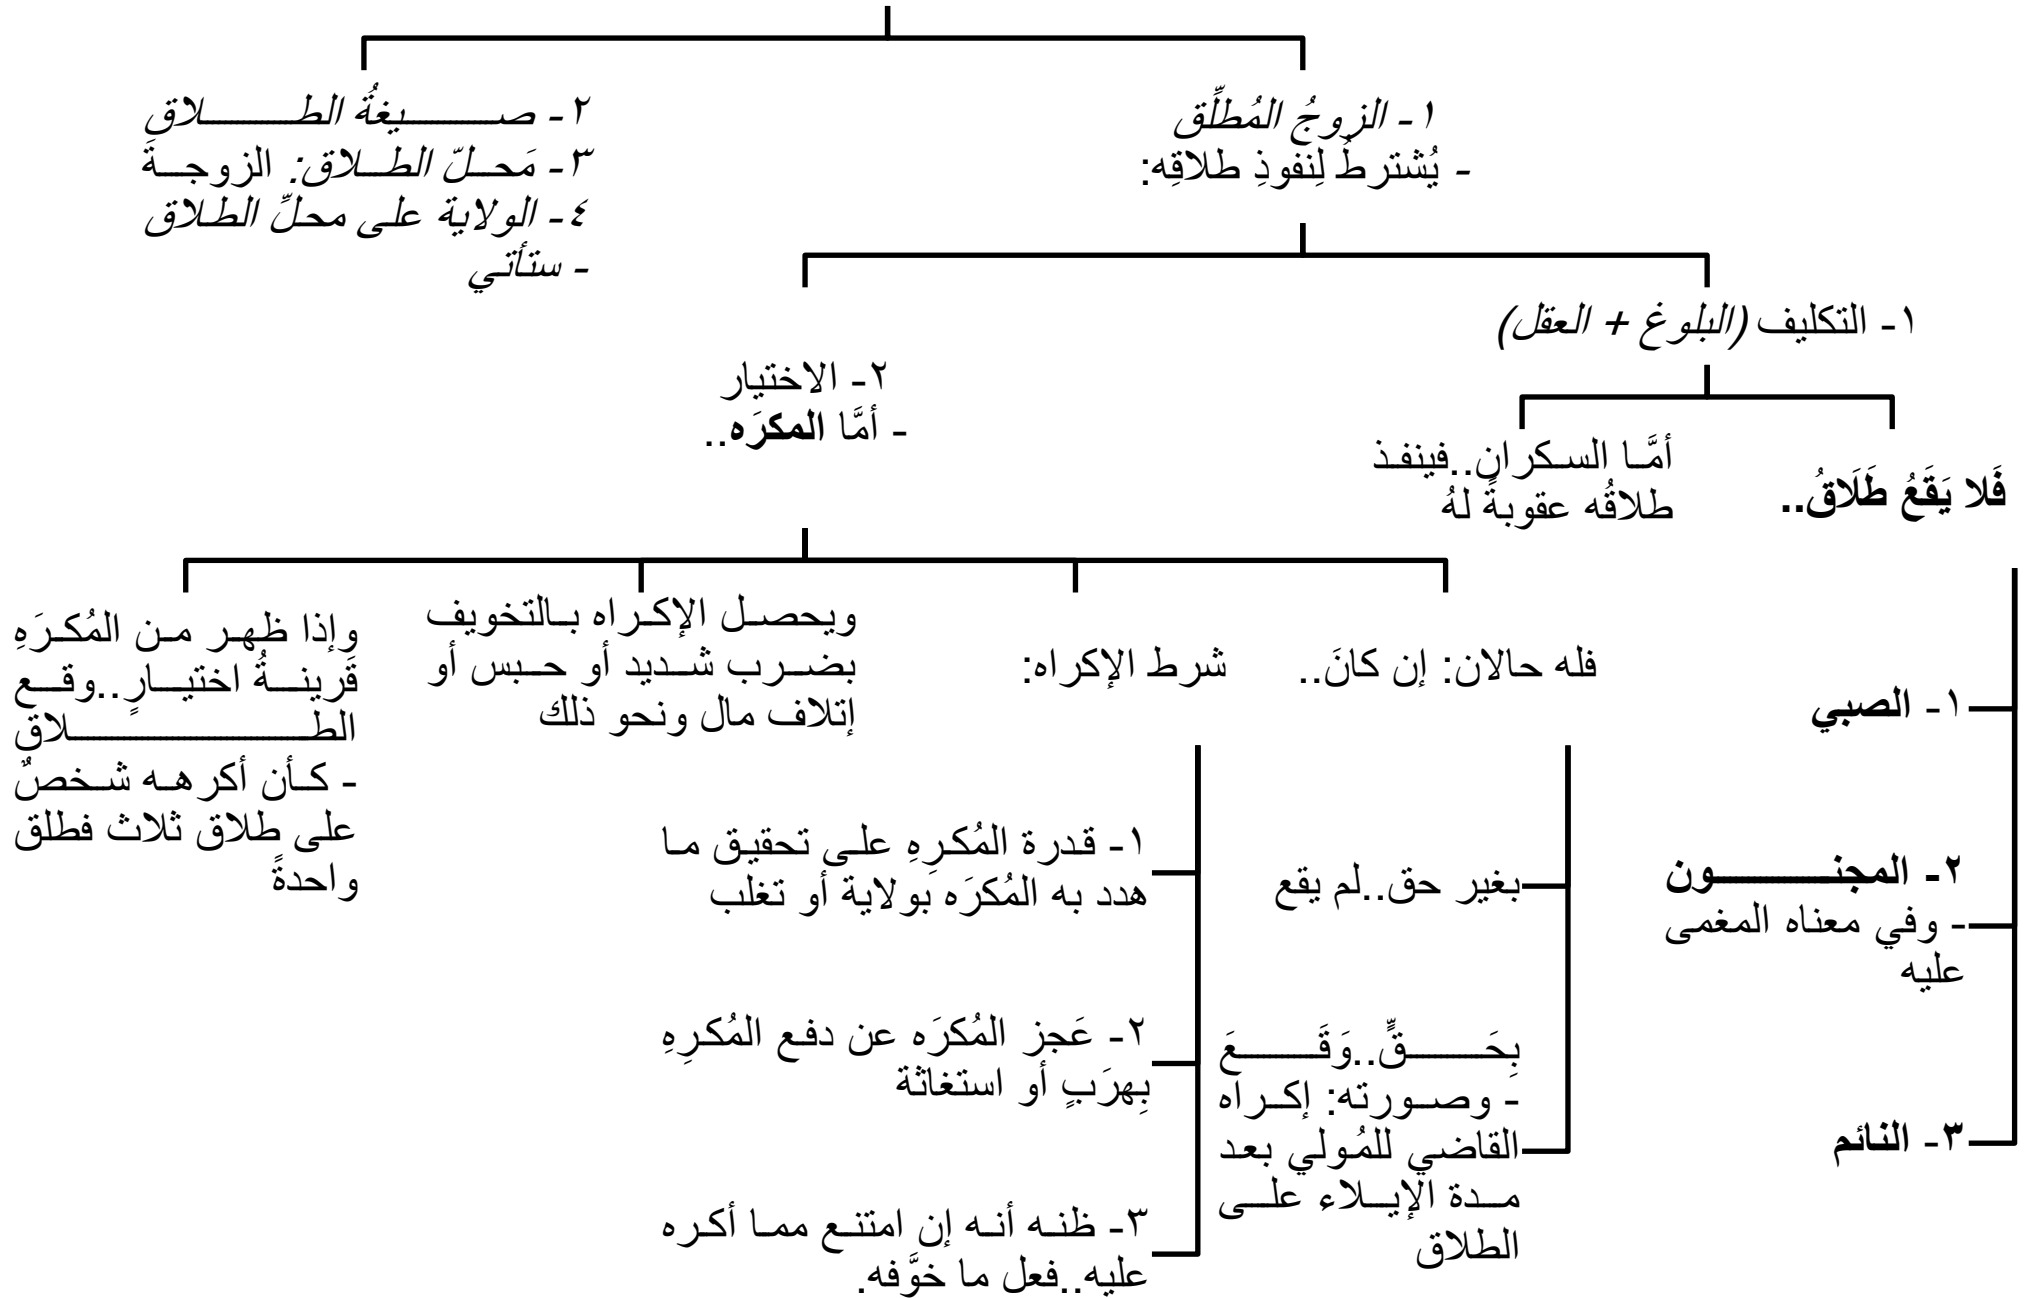 ١- الزوجُ المُطلِّق
- يُشترطُ لِنفوذِ طلاقِه:
٢- صيغةُ الطلاق
٣- مَحلّ الطلاق: الزوجة
٤- الولاية على محلِّ الطلاق
- ستأتي
١- التكليف (البلوغ + العقل)
فَلا يَقَعُ طَلَاقُ..
١- الصبي
٢- المجنون
- وفي معناه المغمى
عليه
٣- النائم
أمَّا السكران..فينفذ
طلاقُه عقوبةً لهُ
٢- الاختيار
- أمَّا المكرَه..
فله حالان: إن كانَ..
بغير حق..لم يقع
بِحَقٍّ..وَقَعَ
- وصورته: إكراه
القاضي للمُولي بعد
مدة الإيلاء على
الطلاق
شرط الإكراه:
١- قدرة المُكرِهِ على تحقيق ما
هدد به المُكرَه بولاية أو تغلب
٢- عَجز المُكرَه عن دفع المُكرِهِ
بِهرَبٍ أو استغاثة
٣- ظنه أنه إن امتنع مما أكره
عليه..فعل ما خوَّفه.
ويحصل الإكراه بالتخويف
بضرب شديد أو حبس أو
إتلاف مال ونحو ذلك
وإذا ظهر من المُكرَهِ
قَرينةُ اختيارٍ..وقع
الطلاق
- كأن أكرهه شخصٌ
على طلاق ثلاث فطلق
واحدةً